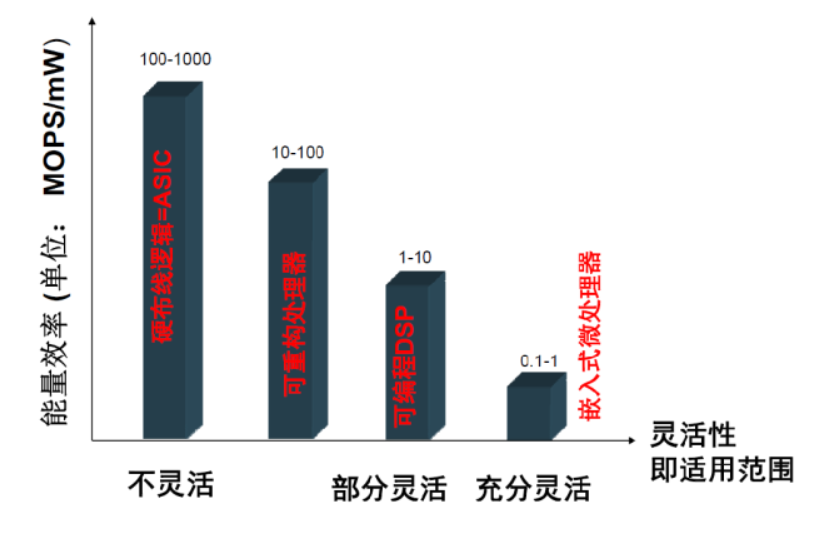 能量效率 (单位: MOPS/mW)
100-1000
硬布线逻辑=ASIC
10-100
可重构处理器
1-10
可编程DSP
0.1-1
嵌入式微处理器
不灵活
部分灵活
充分灵活
灵活性
即适用范围